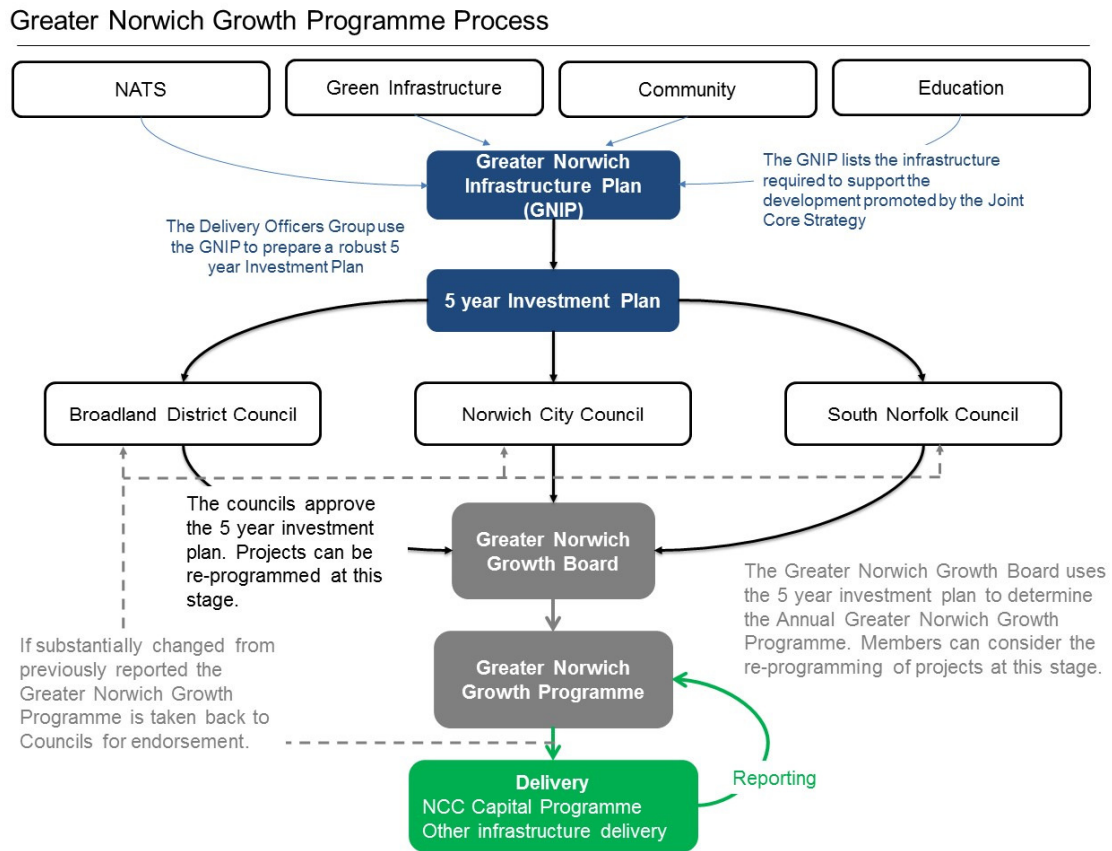 Greater Norwich Growth Programme Process
NATS
Green Infrastructure
Community
Education
Greater Norwich
Infrastructure Plan
(GNIP)
The GNIP lists the infrastructure
required to support the
development promoted by the Joint
Core Strategy
The Delivery Officers Group use
the GNIP to prepare a robust 5
year Investment Plan
5 year Investment Plan
Broadland District Council
Norwich City Council
South Norfolk Council
The councils approve
the 5 year investment
plan. Projects can be
re-programmed at this
stage.
Greater Norwich
Growth Board
The Greater Norwich Growth Board uses
the 5 year investment plan to determine
the Annual Greater Norwich Growth
Programme. Members can consider the
re-programming of projects at this stage.
If substantially changed from
previously reported the
Greater Norwich Growth
Programme is taken back to
Councils for endorsement.
Greater Norwich
Growth Programme
Reporting
Delivery
NCC Capital Programme
Other infrastructure delivery